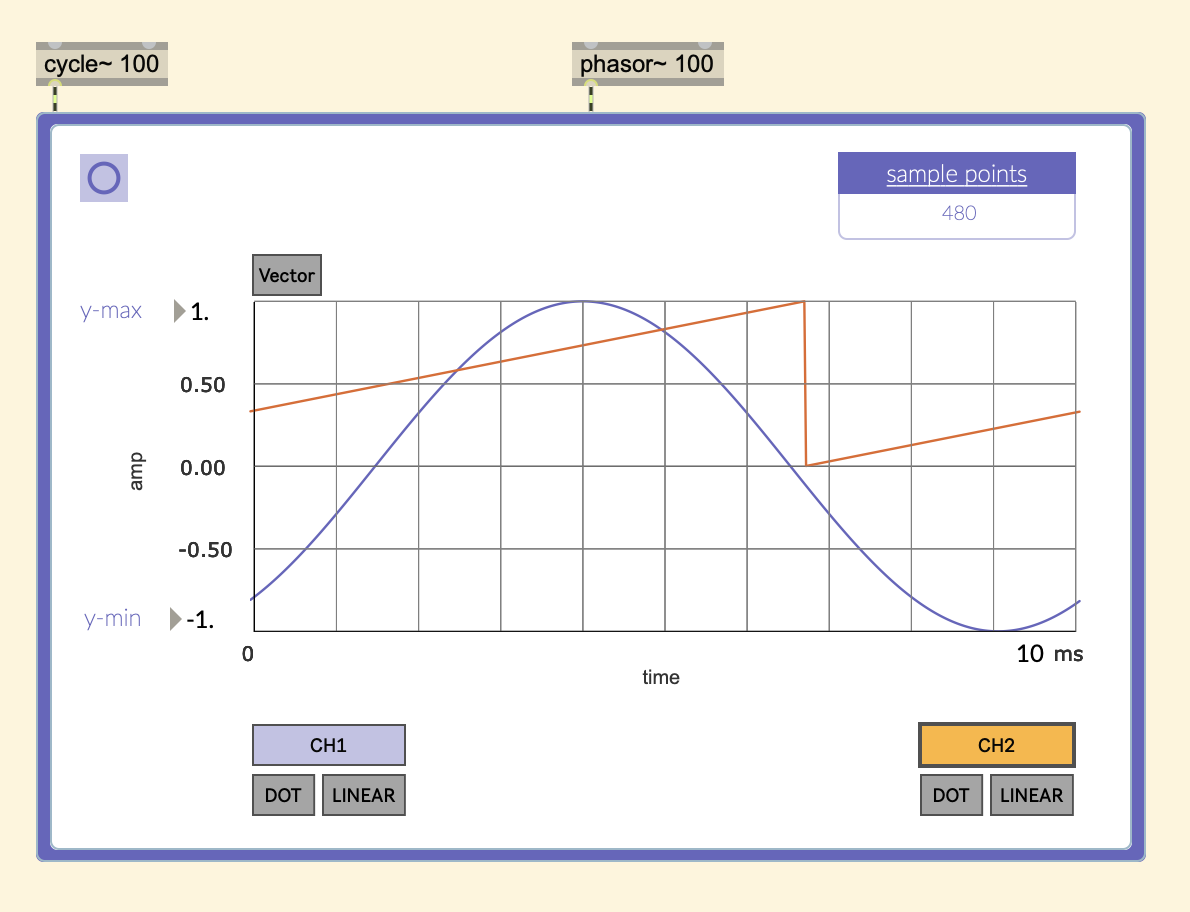 cycle~ 100
phasor~ 100
sample points
480
Vector
y-max 1.
0.50
0.00
amp
-0.50
y-min -1.
0
10 ms
time
CH1
CH2
DOT LINEAR
DOT LINEAR